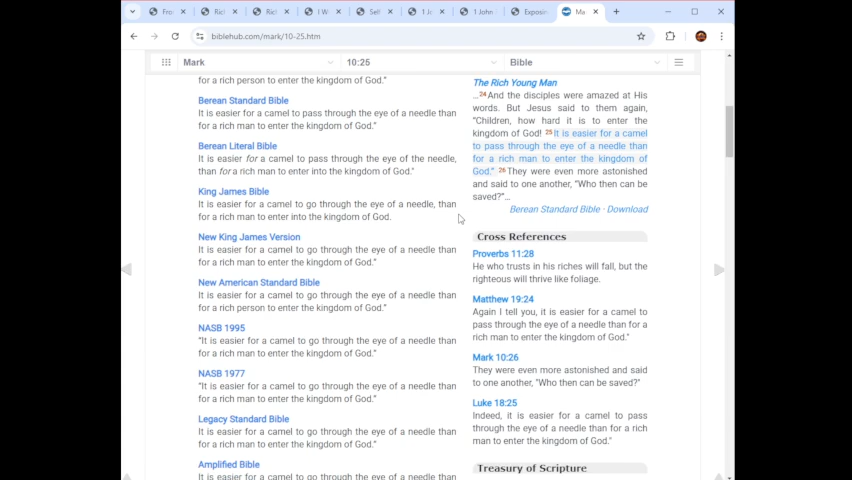 Fro
Rich
Rich
I W
Self
1 Jo
1 John
Exposing
Ma
biblehub.com/mark/10-25.htm
Mark
10:25
Bible
for a rich person to enter the kingdom of God."
Berean Standard Bible
It is easier for a camel to pass through the eye of a needle than
for a rich man to enter the kingdom of God."
Berean Literal Bible
It is easier for a camel to pass through the eye of the needle,
than for a rich man to enter into the kingdom of God."
King James Bible
It is easier for a camel to go through the eye of a needle, than
for a rich man to enter into the kingdom of God.
New King James Version
It is easier for a camel to go through the eye of a needle than
for a rich man to enter the kingdom of God."
New American Standard Bible
It is easier for a camel to go through the eye of a needle than
for a rich person to enter the kingdom of God."
NASB 1995
"It is easier for a camel to go through the eye of a needle than
for a rich man to enter the kingdom of God."
NASB 1977
"It is easier for a camel to go through the eye of a needle than
for a rich man to enter the kingdom of God."
Legacy Standard Bible
It is easier for a camel to go through the eye of a needle than
for a rich man to enter the kingdom of God."
Amplified Bible
It is easier for a camel to go through the eye of a needle than
The Rich Young Man
…24And the disciples were amazed at His
words. But Jesus said to them again,
"Children, how hard it is to enter the
kingdom of God! 25It is easier for a camel
to pass through the eye of a needle than
for a rich man to enter the kingdom of
God." 26They were even more astonished
and said to one another, "Who then can be
saved?"…
Berean Standard Bible · Download
Cross References
Proverbs 11:28
He who trusts in his riches will fall, but the
righteous will thrive like foliage.
Matthew 19:24
Again I tell you, it is easier for a camel to
pass through the eye of a needle than for a
rich man to enter the kingdom of God."
Mark 10:26
They were even more astonished and said
to one another, "Who then can be saved?"
Luke 18:25
Indeed, it is easier for a camel to pass
through the eye of a needle than for a rich
man to enter the kingdom of God."
Treasury of Scripture